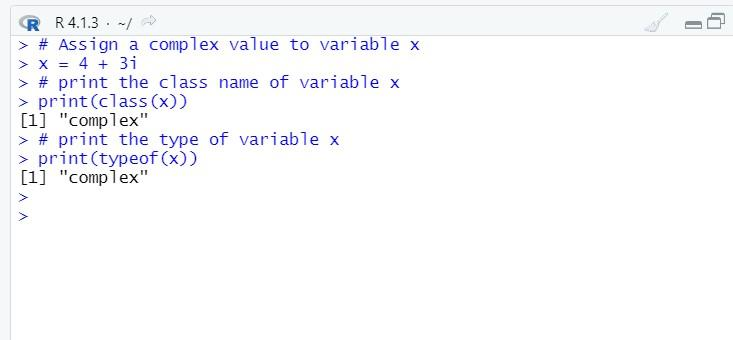 R R 4.1.3 · ~/
> # Assign a complex value to variable x
> x = 4 + 3i
> # print the class name of variable x
> print(class(x))
[1] "complex"
> # print the type of variable x
> print(typeof(x))
[1] "complex"
>
>